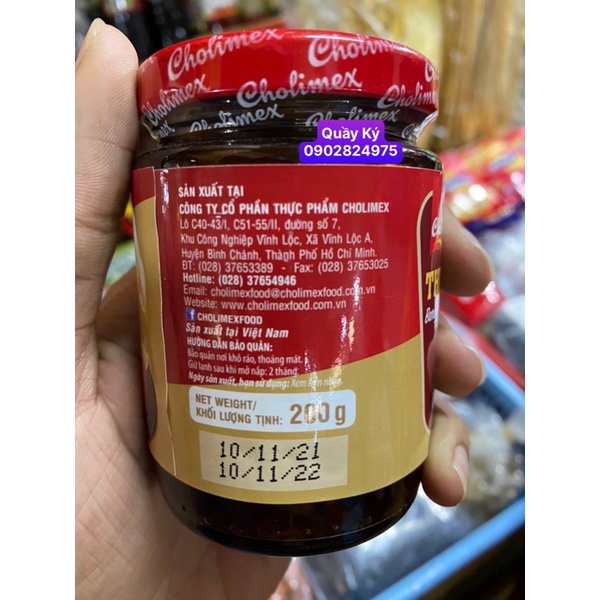 Cholimex Cholimex Cholimex
Cholimex Cholimex Cholimex
Quầy Ký
0902824975
SẢN XUẤT TẠI
CÔNG TY CỔ PHẦN THỰC PHẨM CHOLIMEX
Lô C40-43/I, C51-55/II, đường số 7,
Khu Công Nghiệp Vĩnh Lộc, Xã Vĩnh Lộc A,
Huyện Bình Chánh, Thành Phố Hồ Chí Minh.
ĐT: (028) 37653389 - Fax: (028) 37653025
Hotline: (028) 37654946
Email: cholimexfood@cholimexfood.com.vn
Website: www.cholimexfood.com.vn
CHOLIMEXFOOD
Sản xuất tại Việt Nam
HƯỚNG DẪN BẢO QUẢN:
Bảo quản nơi khô ráo, thoáng mát.
Giữ lạnh sau khi mở nắp: 2 tháng.
Ngày sản xuất, hạn sử dụng: Xem trên nhãn.
NET WEIGHT/
KHỐI LƯỢNG TỊNH: 200 g
10/11/21
10/11/22